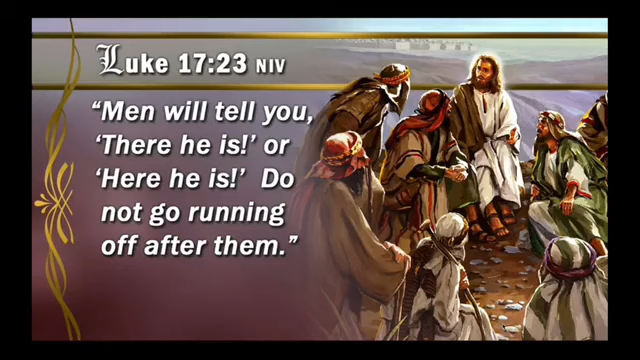 Luke 17:23 NIV
“Men will tell you,
‘There he is!’ or
‘Here he is!’ Do
not go running
off after them.”